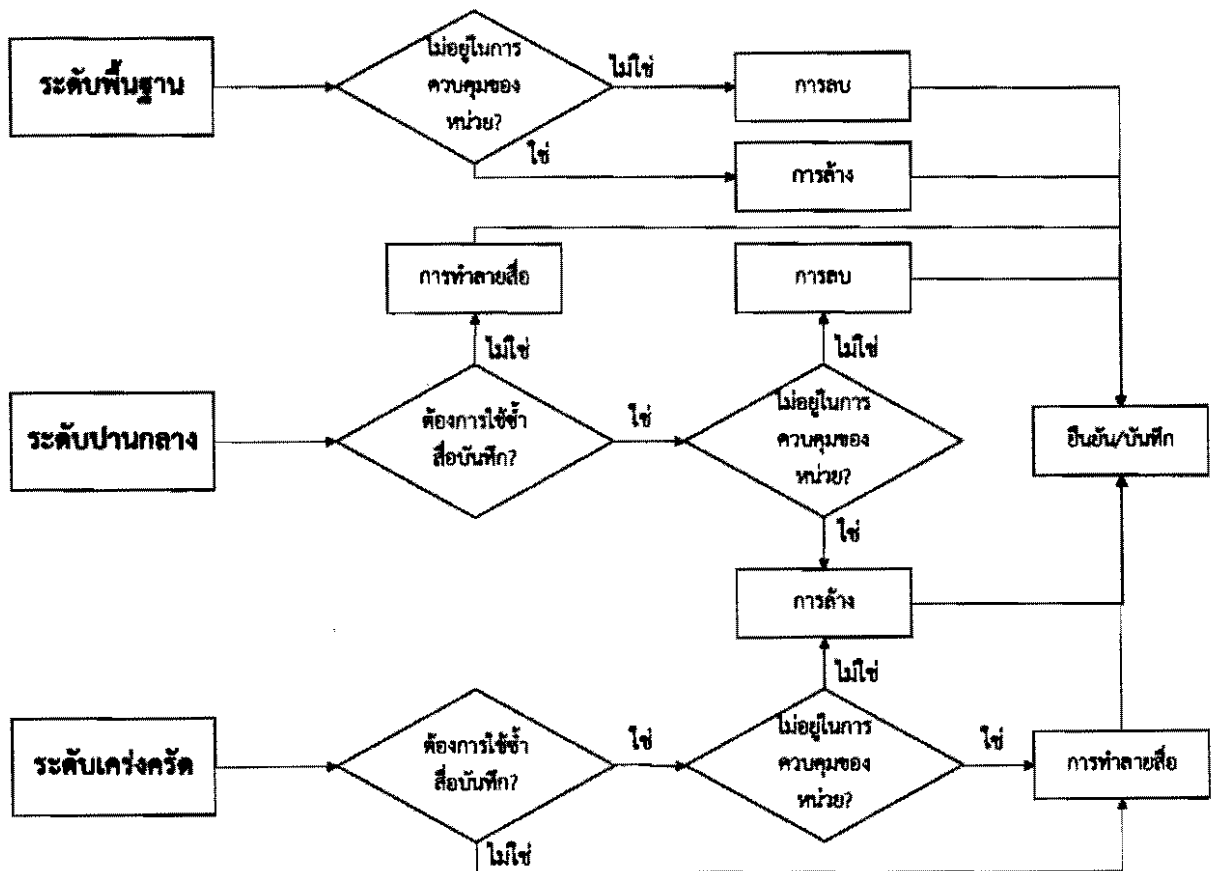 ระดับพื้นฐาน
ไม่อยู่ในการ
ควบคุมของ
หน่วย?
ไม่ใช่
การลบ
ใช่
การล้าง
การทำลายสื่อ
การลบ
ไม่ใช่
ไม่ใช่
ระดับปานกลาง
ต้องการใช้ซ้ำ
สื่อบันทึก?
ใช่
ไม่อยู่ในการ
ควบคุมของ
หน่วย?
ยืนยัน/บันทึก
ใช่
การล้าง
ไม่ใช่
ระดับเคร่งครัด
ต้องการใช้ซ้ำ
สื่อบันทึก?
ใช่
ไม่อยู่ในการ
ควบคุมของ
หน่วย?
ใช่
การทำลายสื่อ
ไม่ใช่